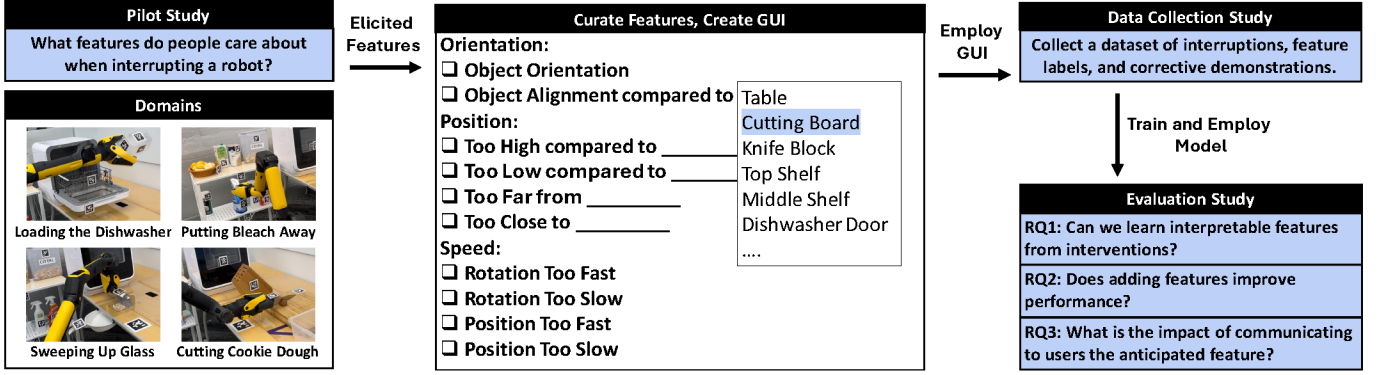 Pilot Study
What features do people care about
when interrupting a robot?
Domains
Loading the Dishwasher
Putting Bleach Away
Sweeping Up Glass
Cutting Cookie Dough
Elicited
Features
Curate Features, Create GUI
Orientation:
Object Orientation
Object Alignment compared to
Position:
Too High compared to ________
Too Low compared to ________
Too Far from ________
Too Close to ________
Speed:
Rotation Too Fast
Rotation Too Slow
Position Too Fast
Position Too Slow
Table
Cutting Board
Knife Block
Top Shelf
Middle Shelf
Dishwasher Door
....
Employ
GUI
Data Collection Study
Collect a dataset of interruptions, feature
labels, and corrective demonstrations.
Train and Employ
Model
Evaluation Study
RQ1: Can we learn interpretable features
from interventions?
RQ2: Does adding features improve
performance?
RQ3: What is the impact of communicating
to users the anticipated feature?